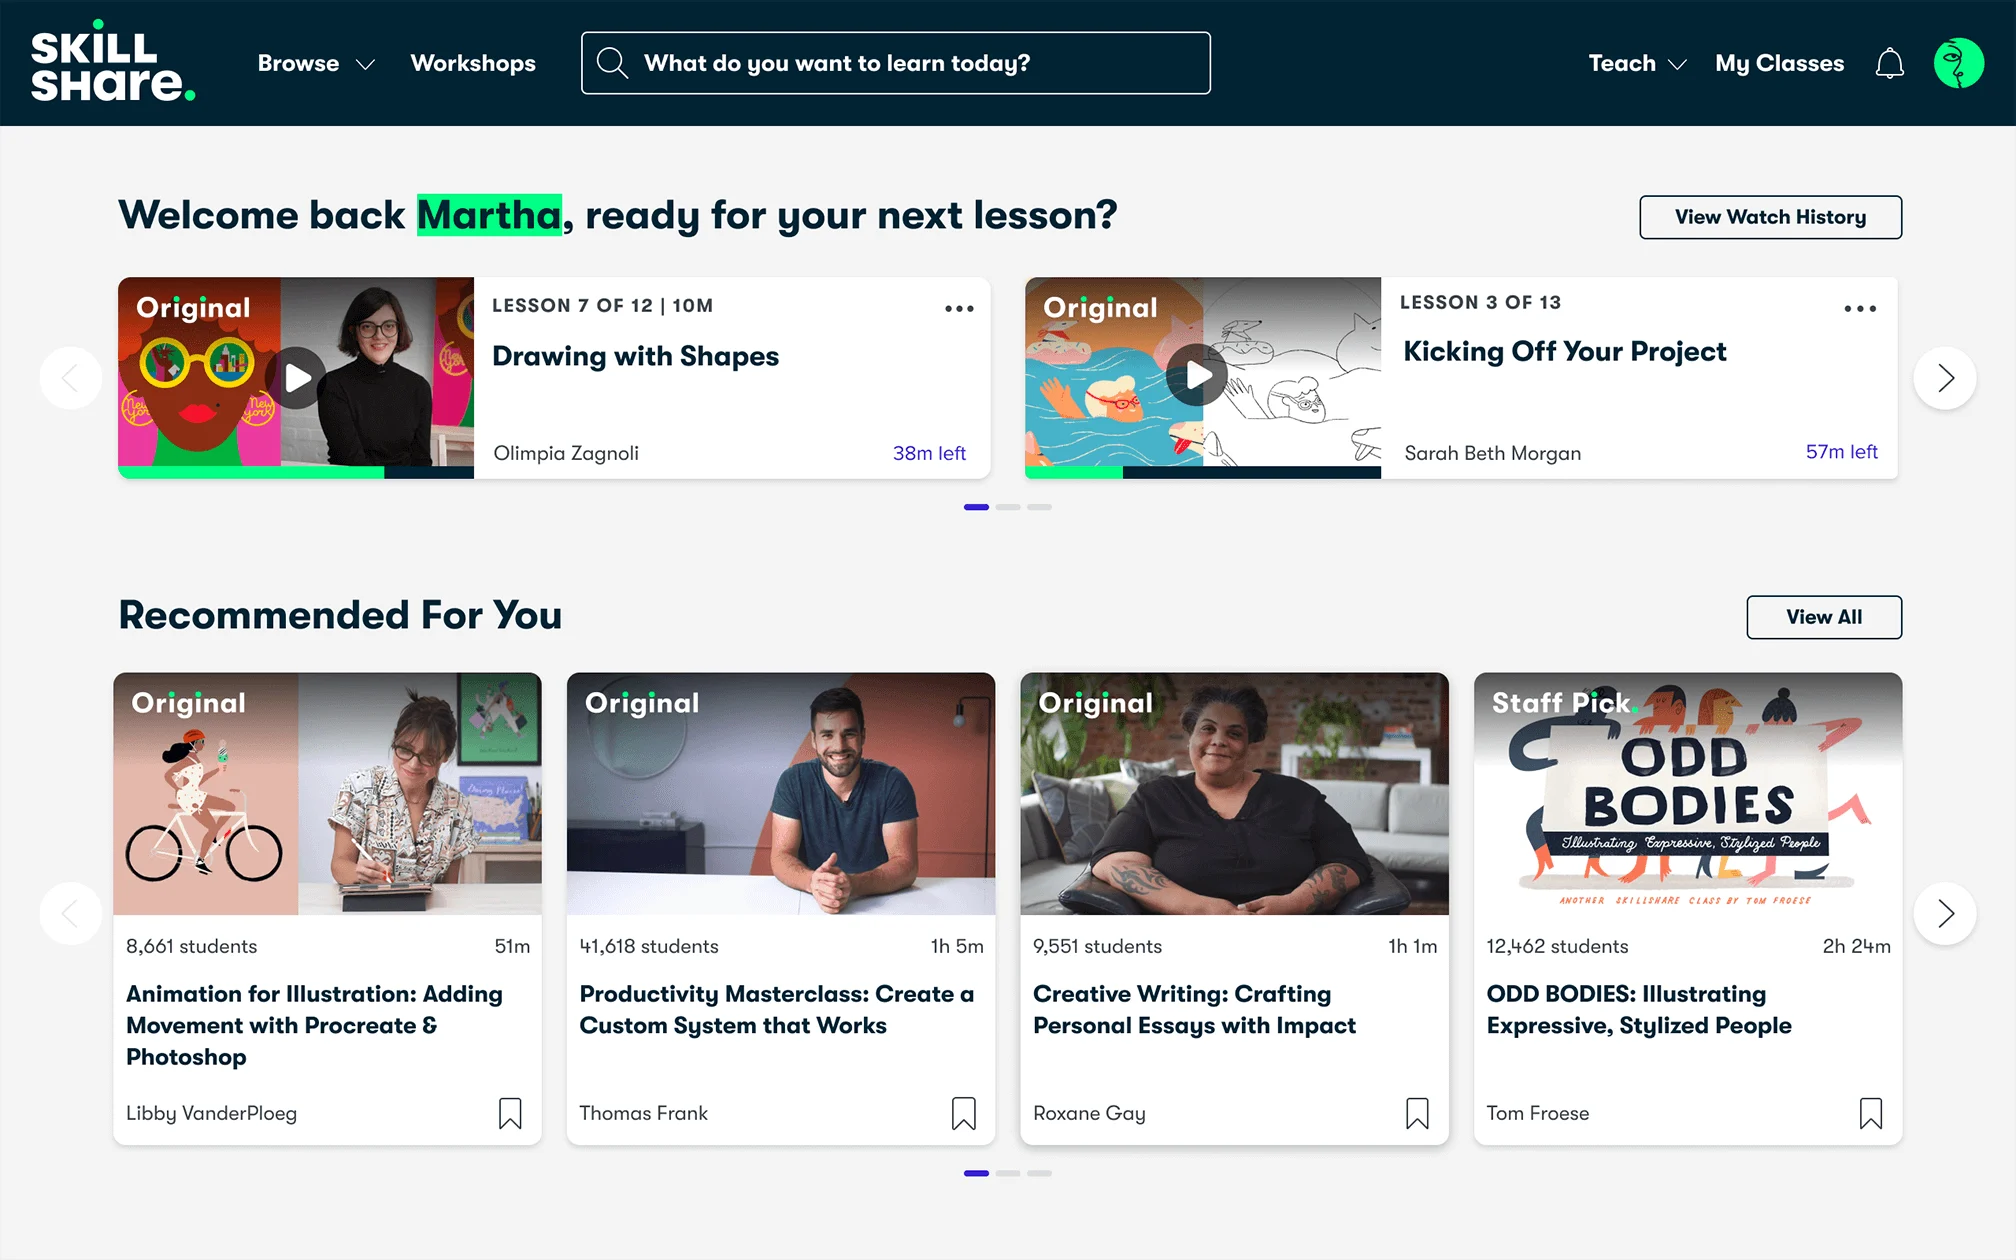 SKILL
SHare.
Browse
Workshops
What do you want to learn today?
Teach
My Classes
Welcome back Martha, ready for your next lesson?
View Watch History
Original
New York
New York
LESSON 7 OF 12 | 10M
Drawing with Shapes
Olimpia Zagnoli
38m left
Original
LESSON 3 OF 13
Kicking Off Your Project
Sarah Beth Morgan
57m left
Recommended For You
View All
Original
8,661 students
51m
Animation for Illustration: Adding
Movement with Procreate &
Photoshop
Libby VanderPloeg
Original
41,618 students
1h 5m
Productivity Masterclass: Create a
Custom System that Works
Thomas Frank
Original
9,551 students
1h 1m
Creative Writing: Crafting
Personal Essays with Impact
Roxane Gay
Staff Pick.
ODD
BODIES
Illustrating Expressive, Stylized People
ANOTHER SKILLSHARE CLASS BY TOM FROESE
12,462 students
2h 24m
ODD BODIES: Illustrating
Expressive, Stylized People
Tom Froese